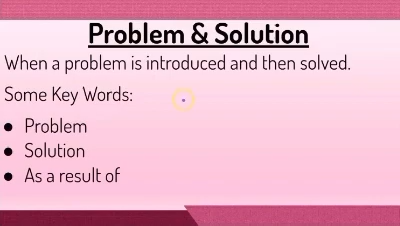 Problem & Solution
When a problem is introduced and then solved.
Some Key Words:
Problem
Solution
As a result of